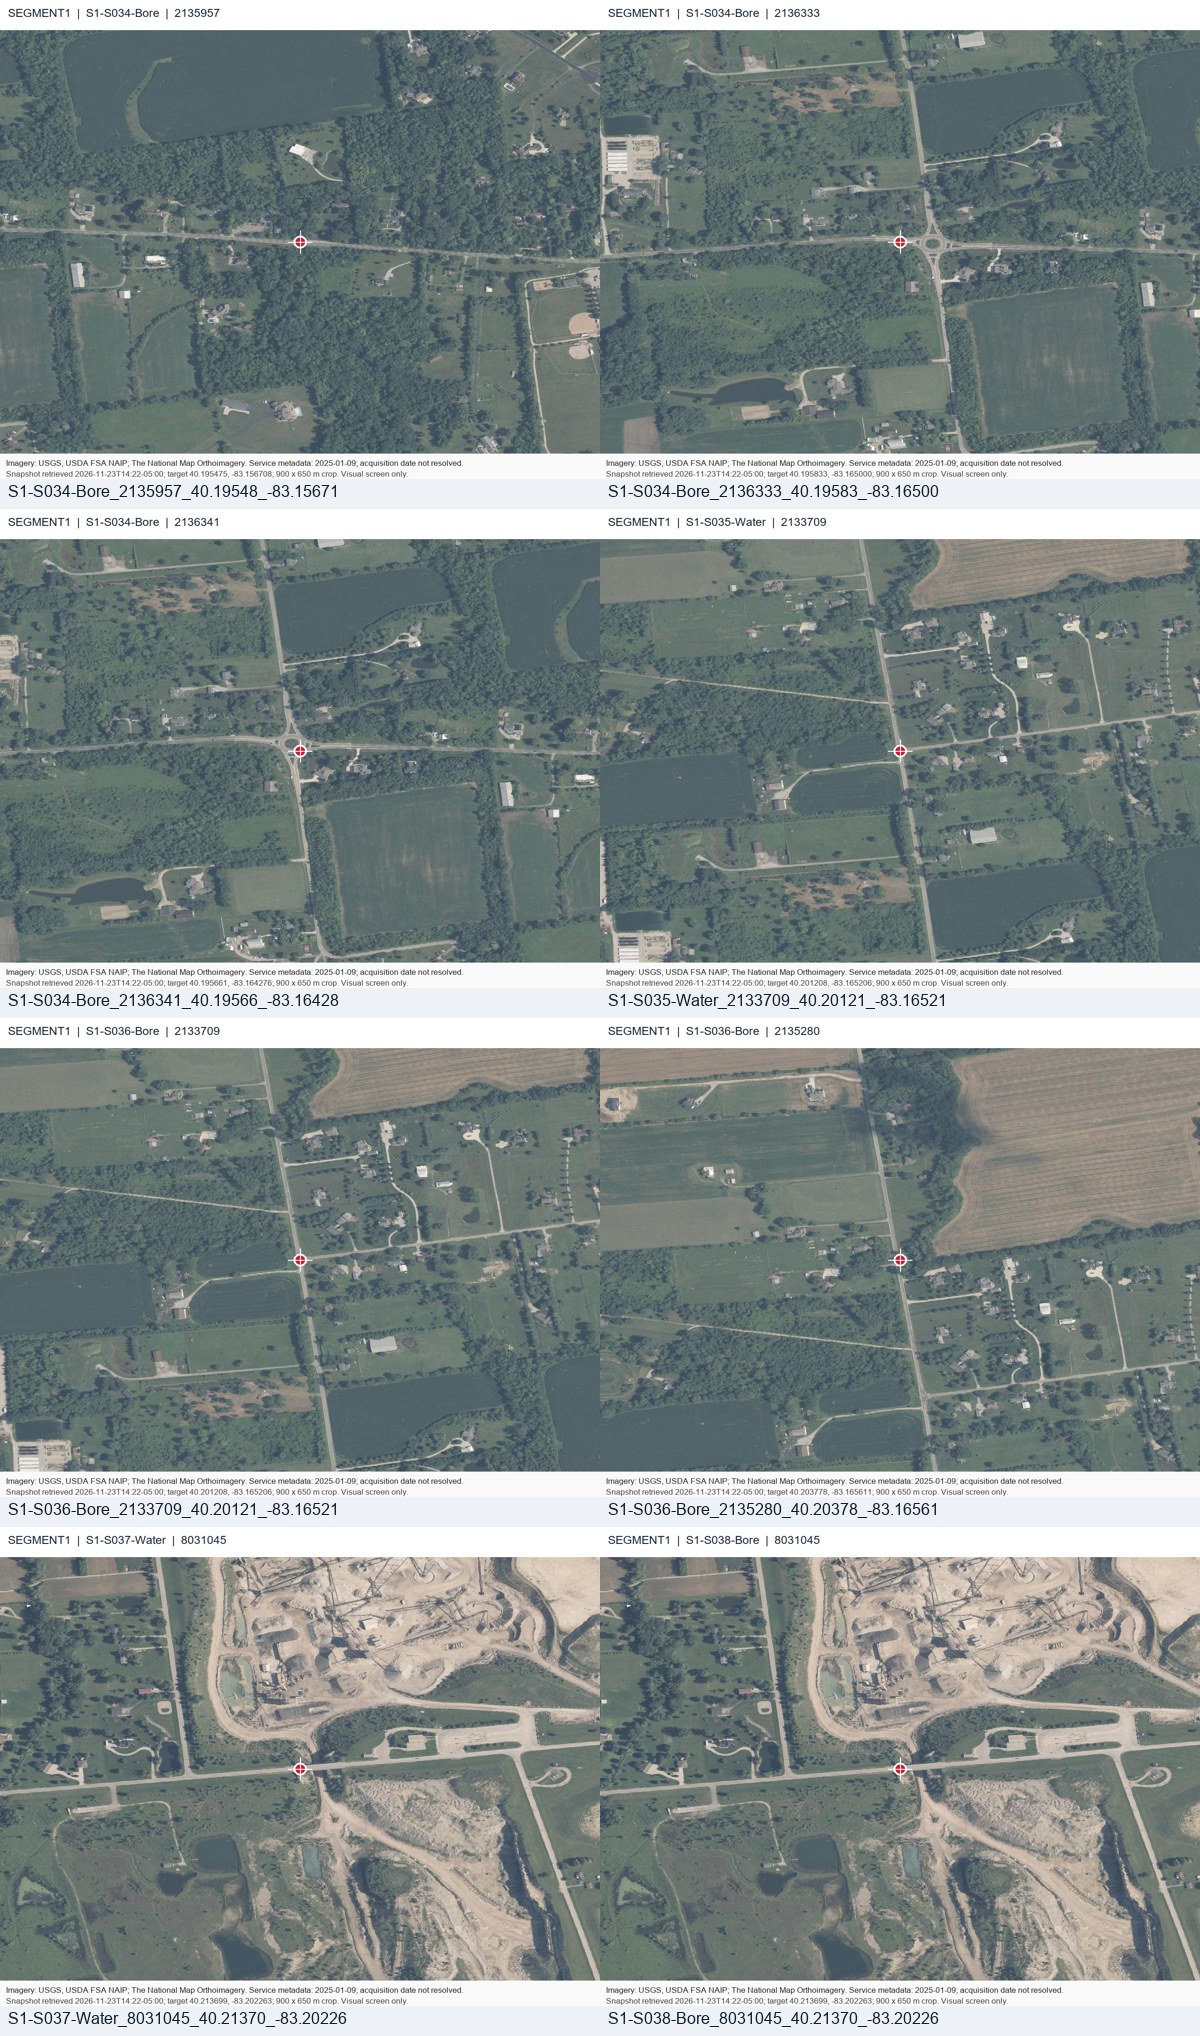 SEGMENT1 | S1-S034-Bore | 2135957
Imagery: USGS, USDA FSA NAIP; The National Map Orthoimagery. Service metadata: 2025-01-09; acquisition date not resolved.
Snapshot retrieved 2026-11-23T14:22-05:00; target 40.195475, -83.156708; 900 x 650 m crop. Visual screen only.
S1-S034-Bore_2135957_40.19548_-83.15671
SEGMENT1 | S1-S034-Bore | 2136333
Imagery: USGS, USDA FSA NAIP; The National Map Orthoimagery. Service metadata: 2025-01-09; acquisition date not resolved.
Snapshot retrieved 2026-11-23T14:22-05:00; target 40.195833, -83.165000; 900 x 650 m crop. Visual screen only.
S1-S034-Bore_2136333_40.19583_-83.16500
SEGMENT1 | S1-S034-Bore | 2136341
Imagery: USGS, USDA FSA NAIP; The National Map Orthoimagery. Service metadata: 2025-01-09; acquisition date not resolved.
Snapshot retrieved 2026-11-23T14:22-05:00; target 40.195661, -83.164276; 900 x 650 m crop. Visual screen only.
S1-S034-Bore_2136341_40.19566_-83.16428
SEGMENT1 | S1-S035-Water | 2133709
Imagery: USGS, USDA FSA NAIP; The National Map Orthoimagery. Service metadata: 2025-01-09; acquisition date not resolved.
Snapshot retrieved 2026-11-23T14:22-05:00; target 40.201208, -83.165206; 900 x 650 m crop. Visual screen only.
S1-S035-Water_2133709_40.20121_-83.16521
SEGMENT1 | S1-S036-Bore | 2133709
Imagery: USGS, USDA FSA NAIP; The National Map Orthoimagery. Service metadata: 2025-01-09; acquisition date not resolved.
Snapshot retrieved 2026-11-23T14:22-05:00; target 40.201208, -83.165206; 900 x 650 m crop. Visual screen only.
S1-S036-Bore_2133709_40.20121_-83.16521
SEGMENT1 | S1-S036-Bore | 2135280
Imagery: USGS, USDA FSA NAIP; The National Map Orthoimagery. Service metadata: 2025-01-09; acquisition date not resolved.
Snapshot retrieved 2026-11-23T14:22-05:00; target 40.203778, -83.165611; 900 x 650 m crop. Visual screen only.
S1-S036-Bore_2135280_40.20378_-83.16561
SEGMENT1 | S1-S037-Water | 8031045
Imagery: USGS, USDA FSA NAIP; The National Map Orthoimagery. Service metadata: 2025-01-09; acquisition date not resolved.
Snapshot retrieved 2026-11-23T14:22-05:00; target 40.213699, -83.202263; 900 x 650 m crop. Visual screen only.
S1-S037-Water_8031045_40.21370_-83.20226
SEGMENT1 | S1-S038-Bore | 8031045
Imagery: USGS, USDA FSA NAIP; The National Map Orthoimagery. Service metadata: 2025-01-09; acquisition date not resolved.
Snapshot retrieved 2026-11-23T14:22-05:00; target 40.213699, -83.202263; 900 x 650 m crop. Visual screen only.
S1-S038-Bore_8031045_40.21370_-83.20226